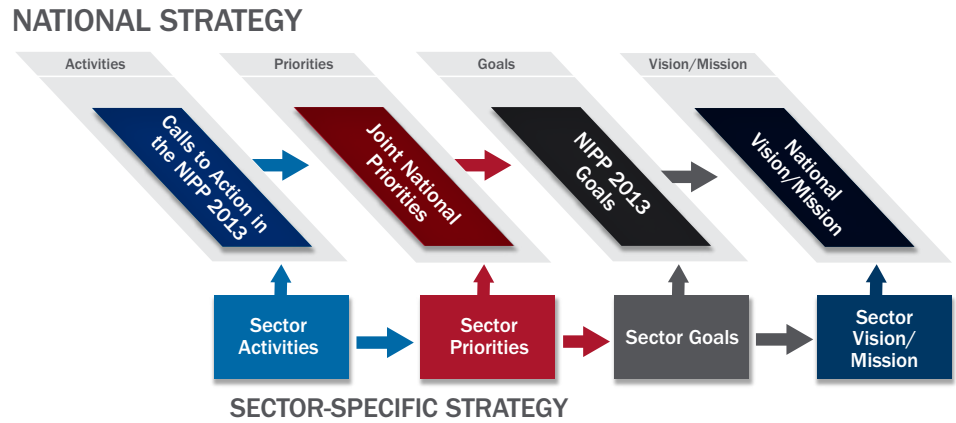 NATIONAL STRATEGY
Activities
Priorities
Goals
Vision/Mission
Calls to Action in
the NIPP 2013
Joint National
Priorities
NIPP 2013
Goals
National
Vision/Mission
Sector
Activities
Sector
Priorities
Sector Goals
Sector
Vision/
Mission
SECTOR-SPECIFIC STRATEGY